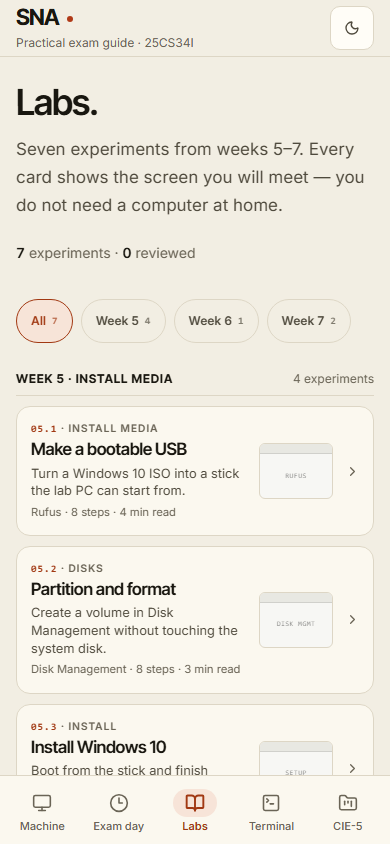 SNA
Practical exam guide · 25CS34I
Labs.
Seven experiments from weeks 5–7. Every
card shows the screen you will meet — you
do not need a computer at home.
7 experiments · 0 reviewed
All 7
Week 5 4
Week 6 1
Week 7 2
WEEK 5 · INSTALL MEDIA
4 experiments
05.1 · INSTALL MEDIA
Make a bootable USB
Turn a Windows 10 ISO into a stick
the lab PC can start from.
Rufus · 8 steps · 4 min read
RUFUS
05.2 · DISKS
Partition and format
Create a volume in Disk
Management without touching the
system disk.
Disk Management · 8 steps · 3 min read
DISK MGMT
05.3 · INSTALL
Install Windows 10
Boot from the stick and finish
SETUP
Machine
Exam day
Labs
Terminal
CIE-5